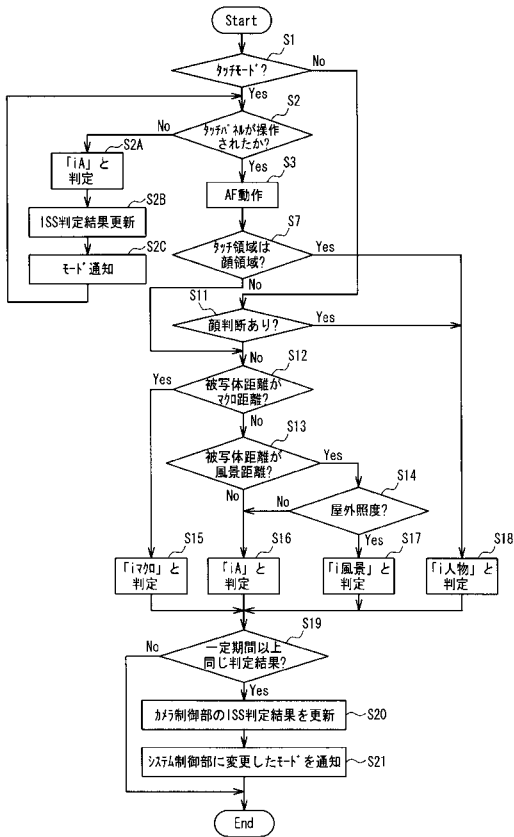 Start
S1
ﾀｯﾁﾓｰﾄﾞ?
No
Yes
S2
ﾀｯﾁﾊﾟﾈﾙが操作
されたか?
No
Yes
S2A
「iA」と
判定
S3
AF動作
S2B
ISS判定結果更新
S2C
ﾓｰﾄﾞ通知
S7
ﾀｯﾁ領域は
顔領域?
Yes
No
S11
顔判断あり?
Yes
No
S12
被写体距離が
ﾏｸﾛ距離?
Yes
No
S13
被写体距離が
風景距離?
Yes
No
S14
屋外照度?
No
Yes
S15
「iﾏｸﾛ」と
判定
S16
「iA」と
判定
S17
「i風景」と
判定
S18
「i人物」と
判定
S19
一定期間以上
同じ判定結果?
No
Yes
S20
ｶﾒﾗ制御部のISS判定結果を更新
S21
ｼｽﾃﾑ制御部に変更したﾓｰﾄﾞを通知
End